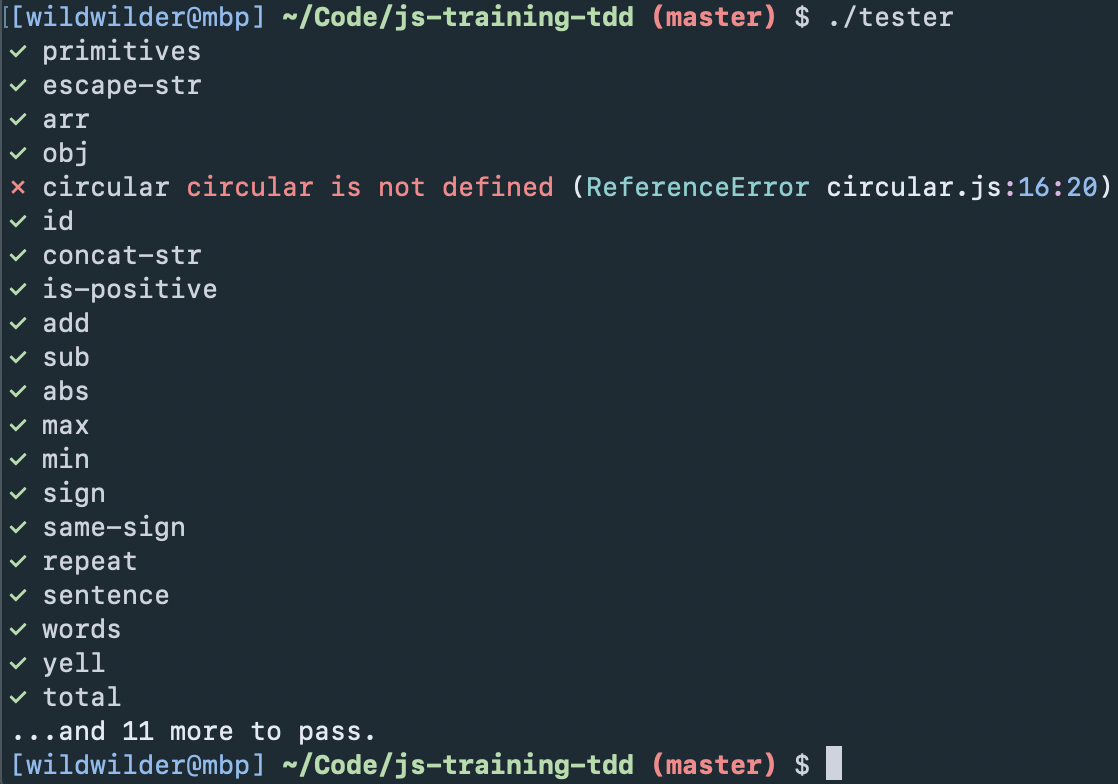 [[wildwilder@mbp] ~/Code/js-training-tdd (master) $ ./tester
✓ primitives
✓ escape-str
✓ arr
✓ obj
✕ circular circular is not defined (ReferenceError circular.js:16:20)
✓ id
✓ concat-str
✓ is-positive
✓ add
✓ sub
✓ abs
✓ max
✓ min
✓ sign
✓ same-sign
✓ repeat
✓ sentence
✓ words
✓ yell
✓ total
...and 11 more to pass.
[wildwilder@mbp] ~/Code/js-training-tdd (master) $